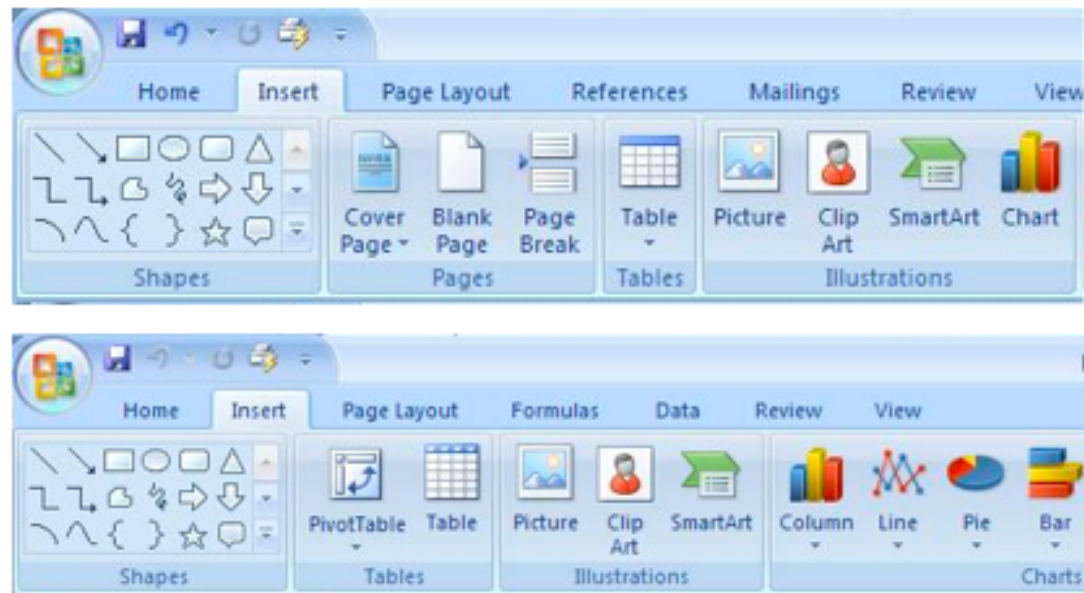 Home Insert Page Layout References Mailings Review View
Cover Blank Page Table Picture Clip SmartArt Chart
Page Page Break Art
Shapes Pages Tables Illustrations
Home Insert Page Layout Formulas Data Review View
PivotTable Table Picture Clip SmartArt Column Line Pie Bar
Art
Shapes Tables Illustrations Charts